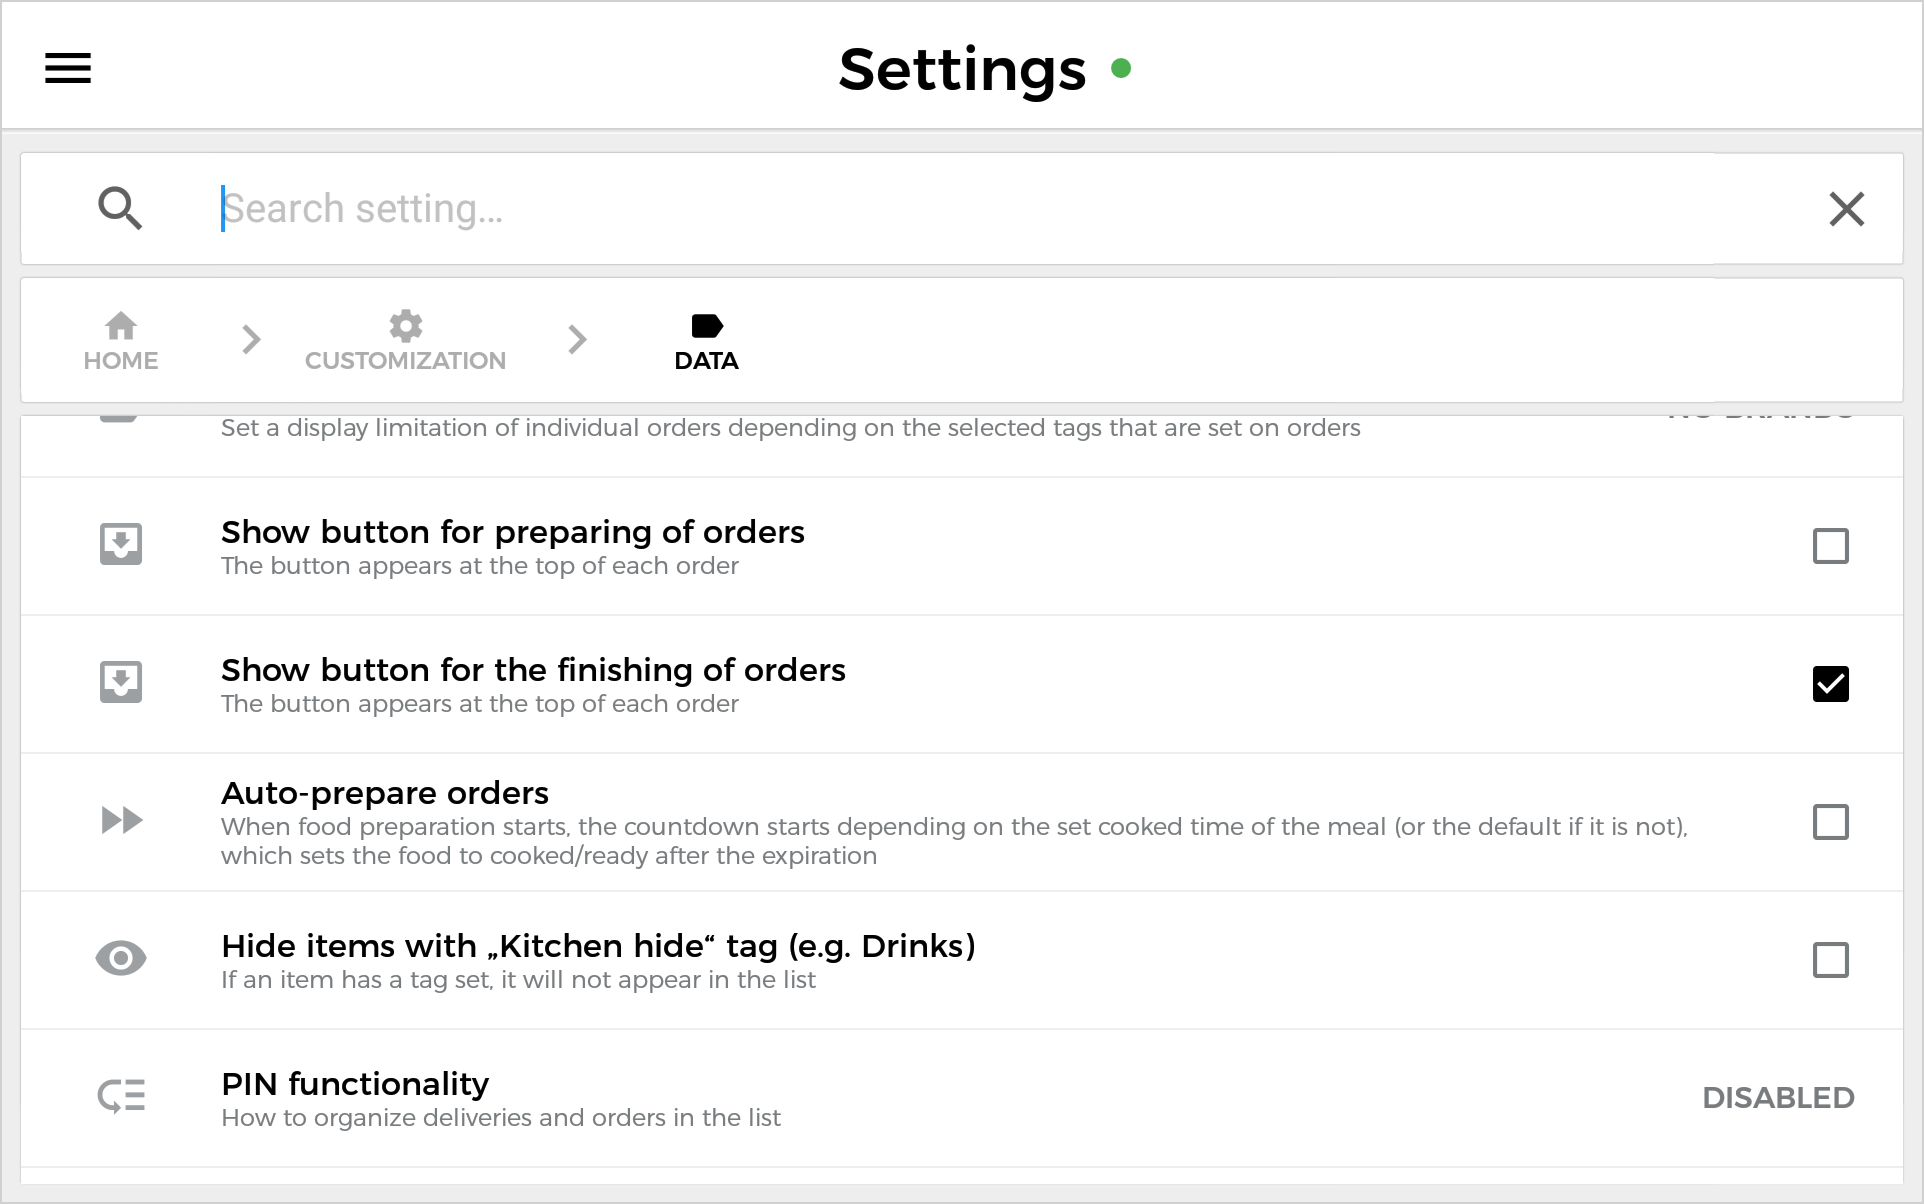 Settings
Search setting...
HOME
CUSTOMIZATION
DATA
Set a display limitation of individual orders depending on the selected tags that are set on orders
Show button for preparing of orders
The button appears at the top of each order
Show button for the finishing of orders
The button appears at the top of each order
Auto-prepare orders
When food preparation starts, the countdown starts depending on the set cooked time of the meal (or the default if it is not),
which sets the food to cooked/ready after the expiration
Hide items with „Kitchen hide“ tag (e.g. Drinks)
If an item has a tag set, it will not appear in the list
PIN functionality
DISABLED
How to organize deliveries and orders in the list